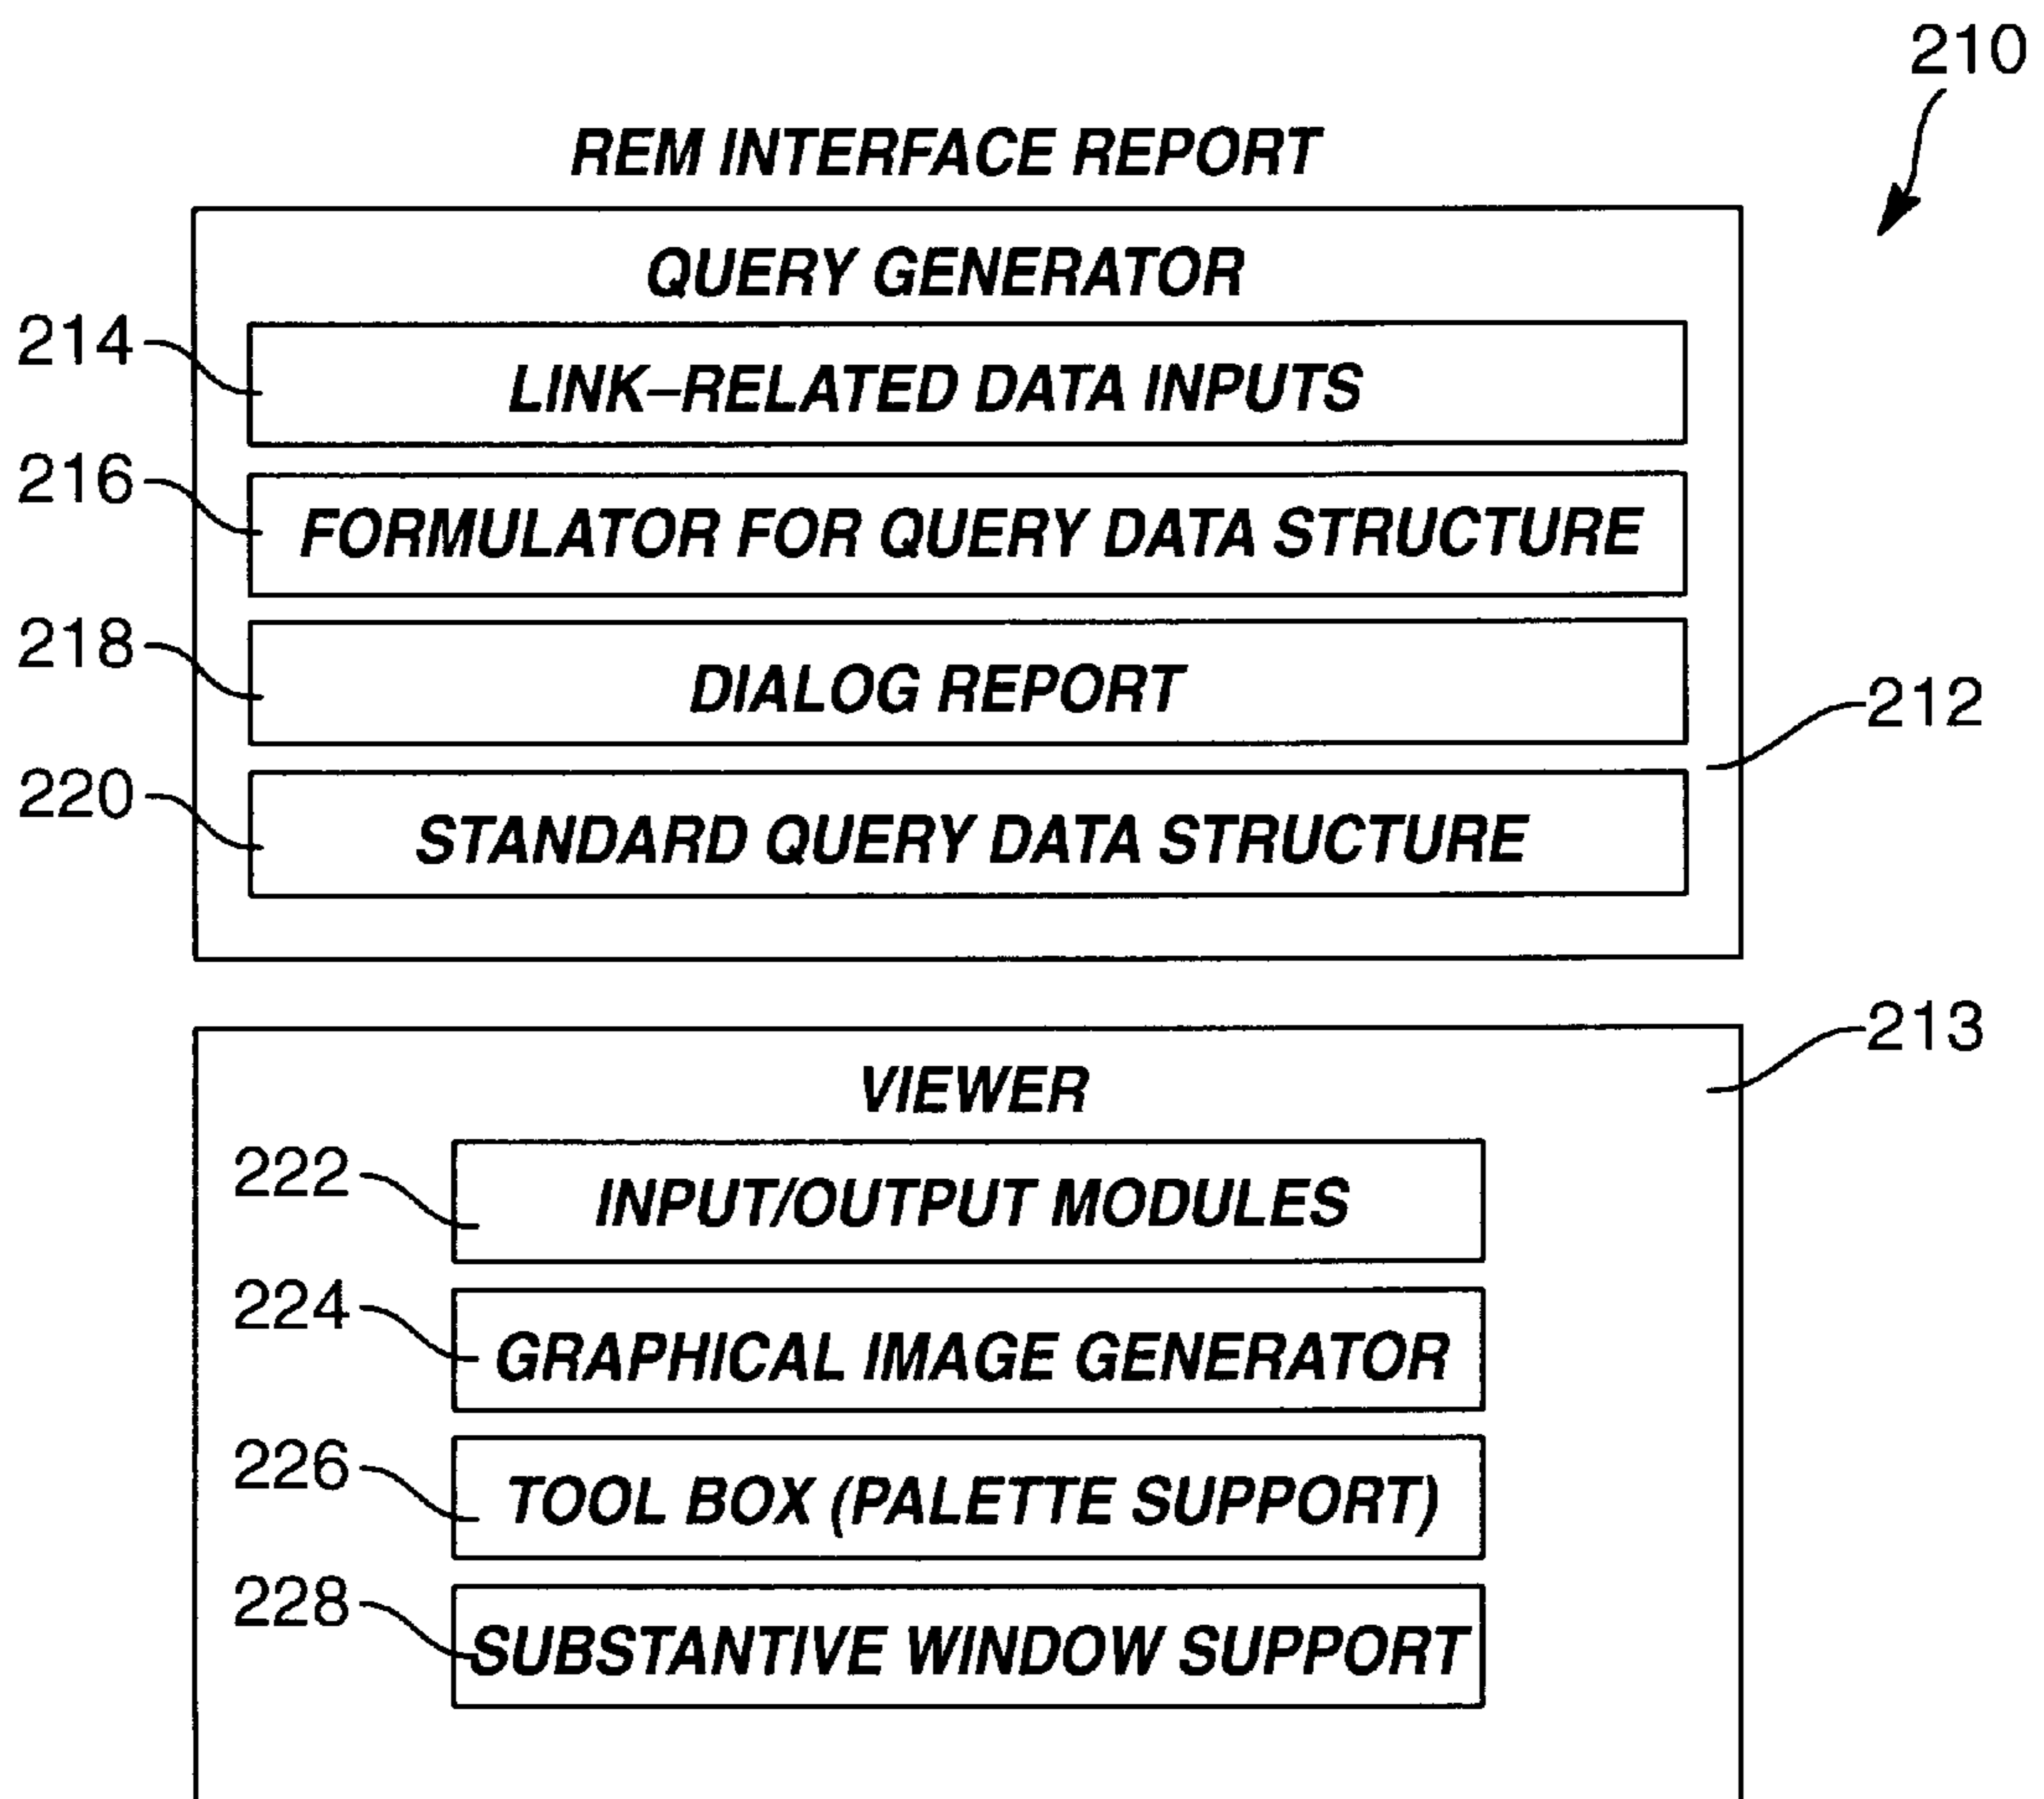 210
REM INTERFACE REPORT
QUERY GENERATOR
214
LINK–RELATED DATA INPUTS
216
FORMULATOR FOR QUERY DATA STRUCTURE
218
DIALOG REPORT
212
220
STANDARD QUERY DATA STRUCTURE
213
VIEWER
222
INPUT/OUTPUT MODULES
224
GRAPHICAL IMAGE GENERATOR
226
TOOL BOX (PALETTE SUPPORT)
228
SUBSTANTIVE WINDOW SUPPORT